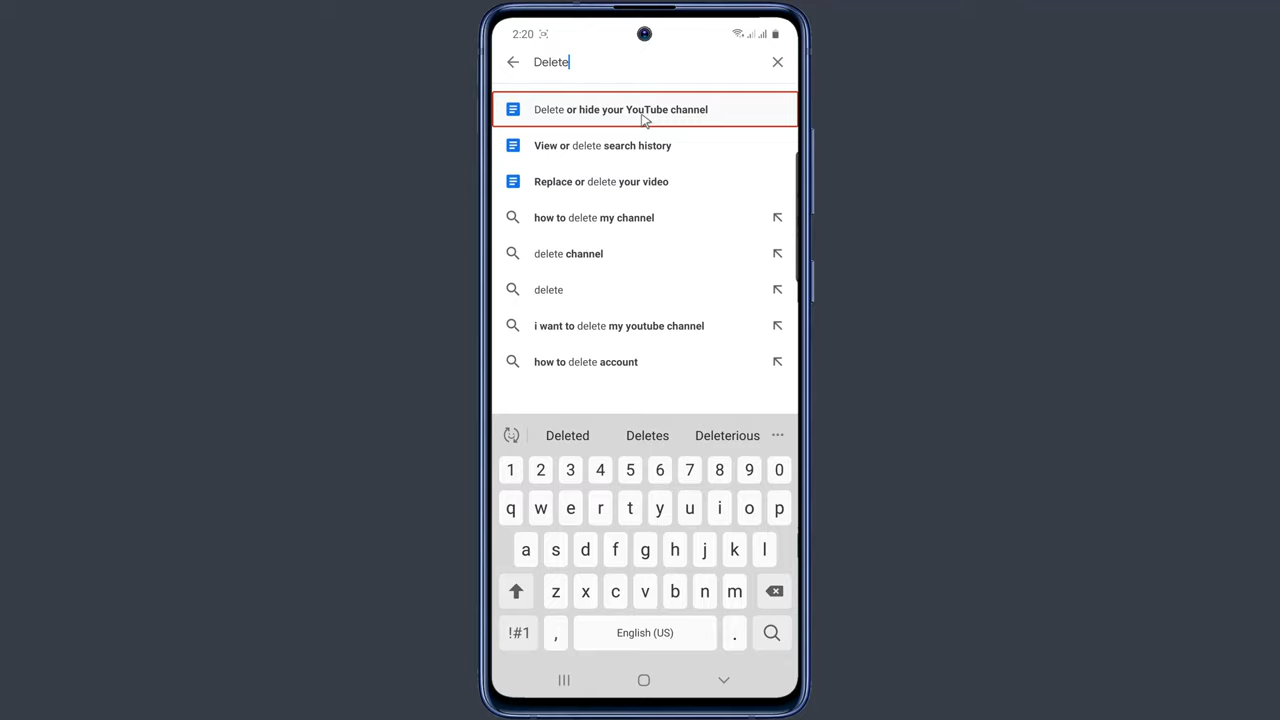 2:20
Delete
Delete or hide your YouTube channel
View or delete search history
Replace or delete your video
how to delete my channel
delete channel
delete
i want to delete my youtube channel
how to delete account
Deleted Deletes Deleterious
1 2 3 4 5 6 7 8 9 0
q w e r t y u i o p
a s d f g h j k l
z x c v b n m
!#1 , English (US) .